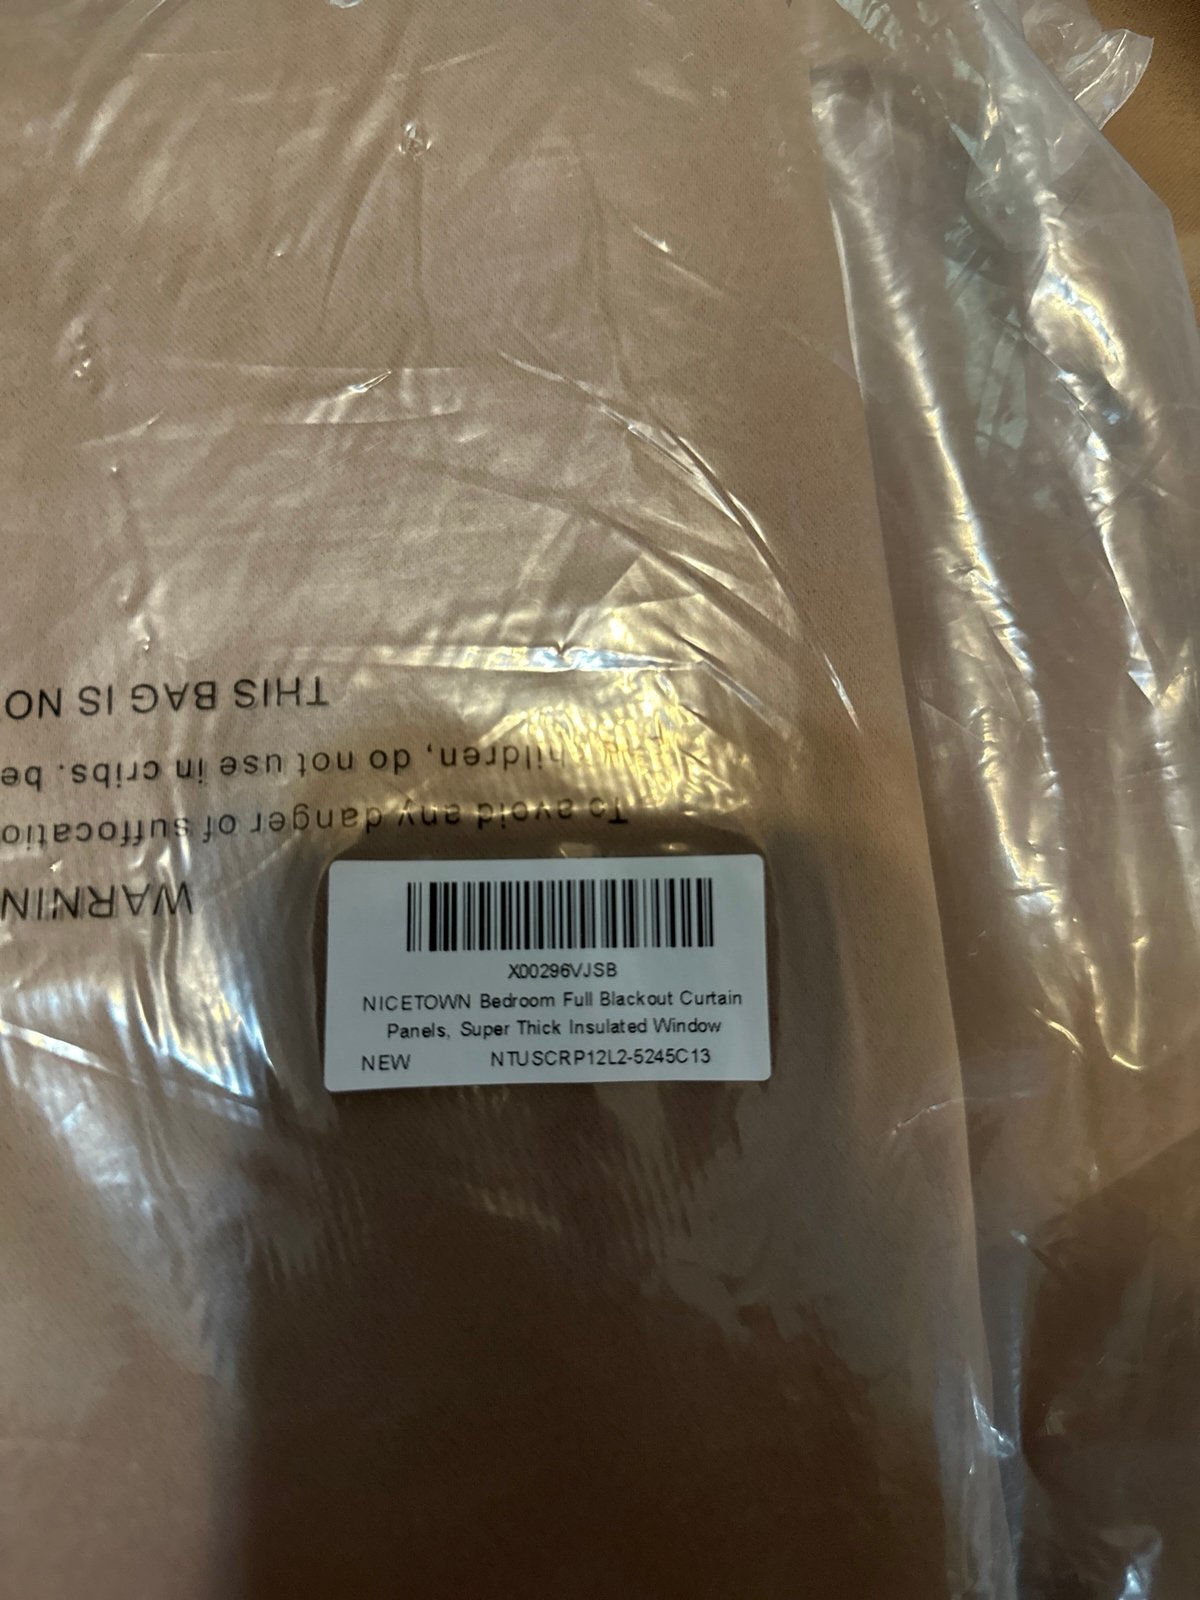 WARNIN
To avoid any danger of suffocatio
hildren, do not use in cribs. be
THIS BAG IS NO
X00296VJSB
NICETOWN Bedroom Full Blackout Curtain
Panels, Super Thick Insulated Window
NEW NTUSCRP12L2-5245C13